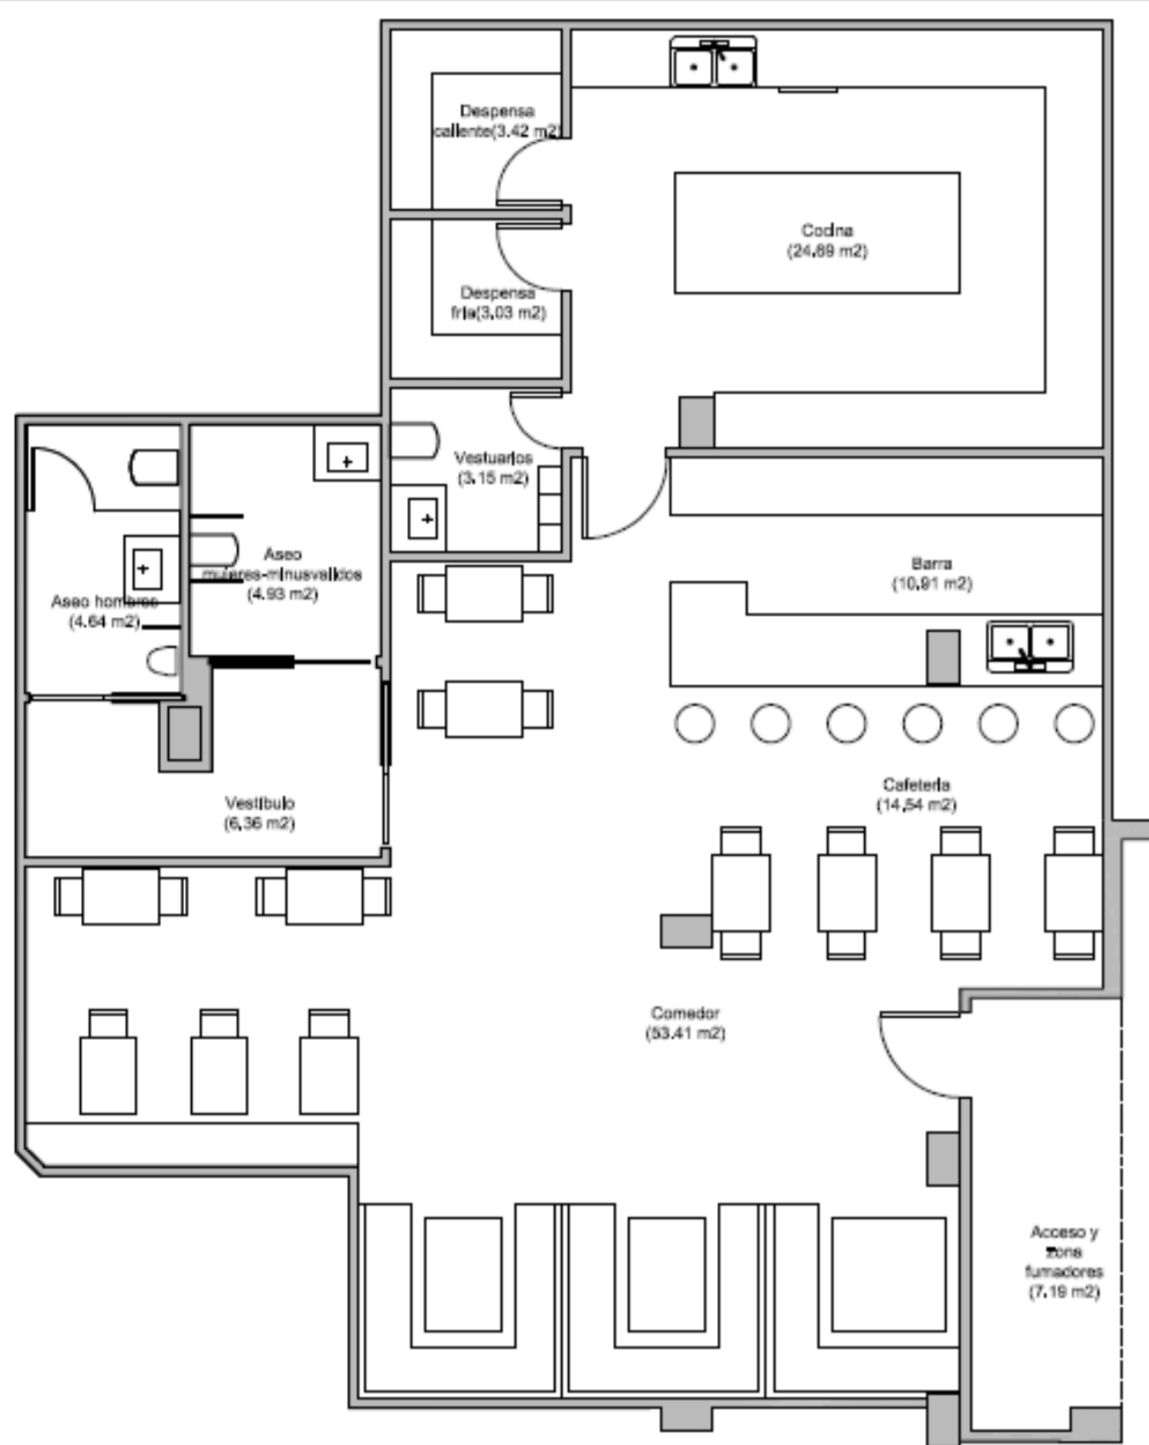 Despensa
caliente(3.42 m2)
Cocina
(24.69 m2)
Despensa
fria(3.03 m2)
Vestuarios
(3.15 m2)
Aseo
mujeres-minusvalidos
(4.93 m2)
Barra
(10.91 m2)
Aseo hombres
(4.64 m2)
Cafeteria
(14.54 m2)
Vestíbulo
(6.36 m2)
Comedor
(53.41 m2)
Acceso y
zona
fumadores
(7.19 m2)